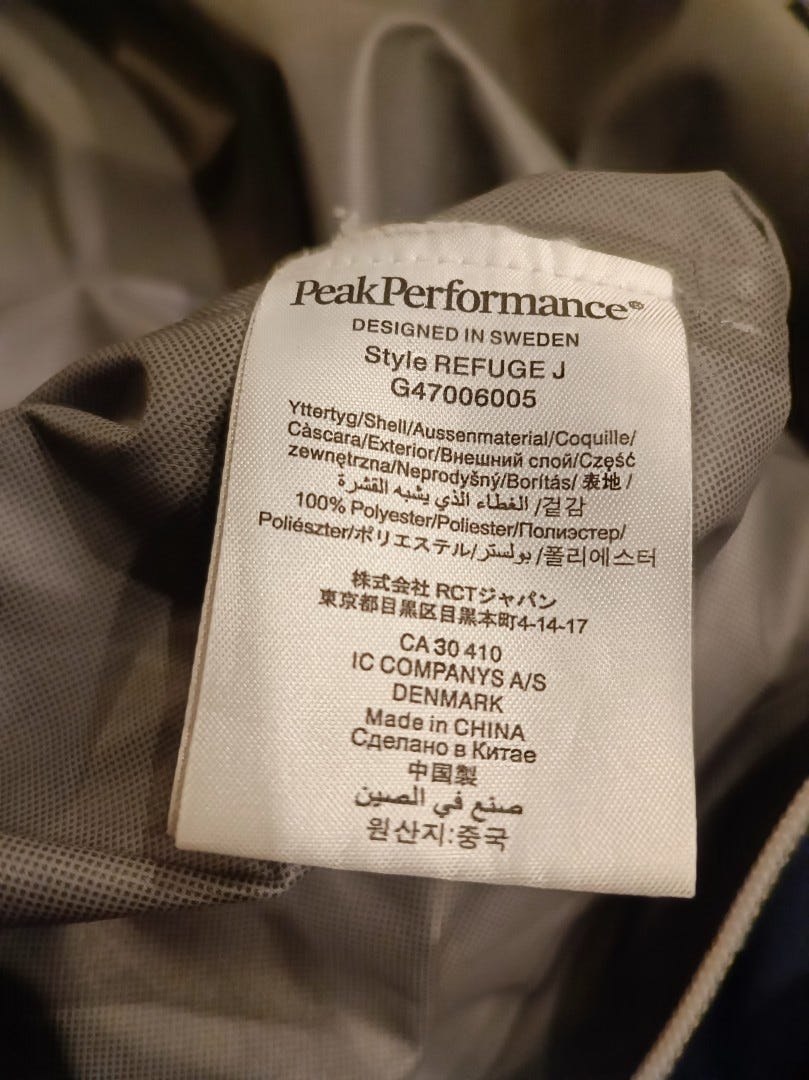 PeakPerformance®
DESIGNED IN SWEDEN
Style REFUGE J
G47006005
Yttertyg/Shell/Aussenmaterial/Coquille/
Càscara/Exterior/Внешний слой/Część
zewnętrzna/Neprodyšný/Borítás/ 表地 /
겉감/ الغطاء الذي يشبه القشرة
100% Polyester/Poliester/Полиэстер/
Poliészter/ポリエステル/بولستر/폴리에스터
株式会社 RCTジャパン
東京都目黒区目黒本町4-14-17
CA 30 410
IC COMPANYS A/S
DENMARK
Made in CHINA
Сделано в Китае
中国製
صنع في الصين
원산지:중국